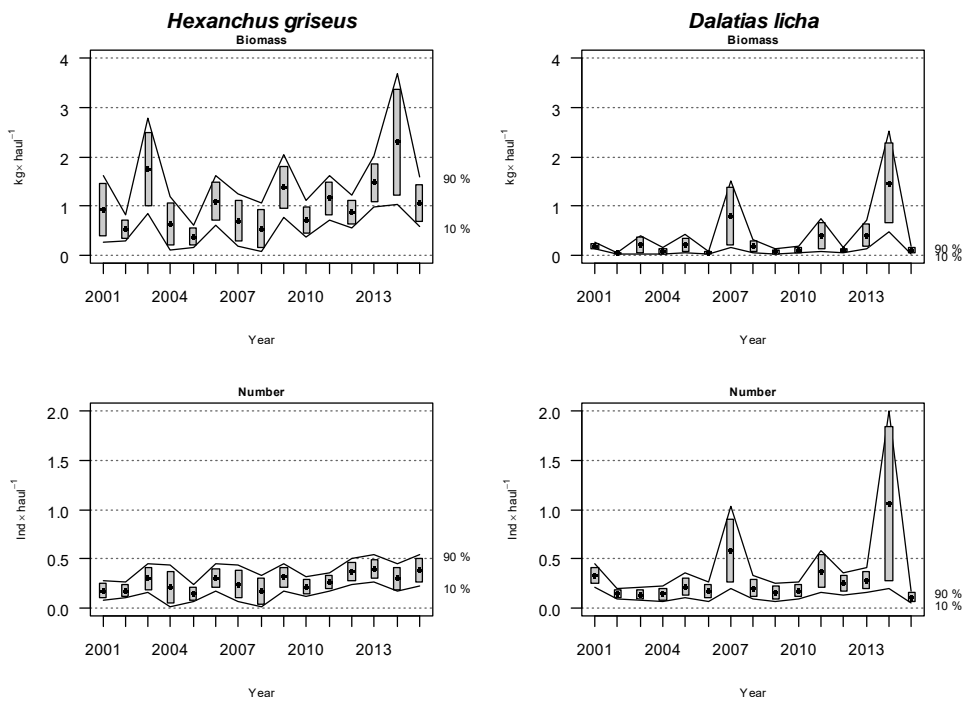 Hexanchus griseus
Biomass
4
3
2
1
0
kg× haul⁻¹
90 %
10 %
2001 2004 2007 2010 2013
Year
Dalatias licha
Biomass
4
3
2
1
0
kg× haul⁻¹
90 %
10 %
2001 2004 2007 2010 2013
Year
Number
2.0
1.5
1.0
0.5
0.0
Ind× haul⁻¹
90 %
10 %
2001 2004 2007 2010 2013
Year
Number
2.0
1.5
1.0
0.5
0.0
Ind× haul⁻¹
90 %
10 %
2001 2004 2007 2010 2013
Year